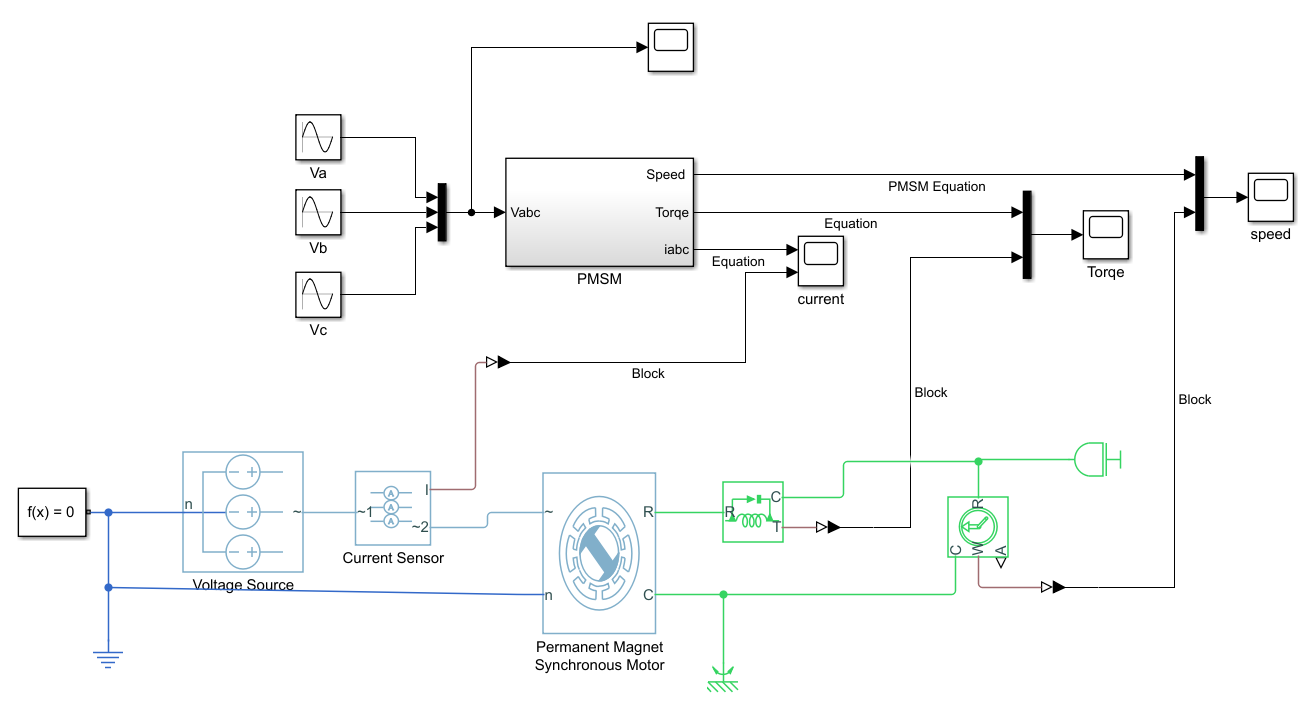 Va
Vb
Vc
Vabc
Speed
Torqe
iabc
PMSM
PMSM Equation
Equation
Equation
current
Torqe
speed
Block
Block
Block
f(x) = 0
n
~
Voltage Source
~1
I
A
A
A
~2
Current Sensor
~
n
R
C
Permanent Magnet
Synchronous Motor
R
C
T
R
C
W
A